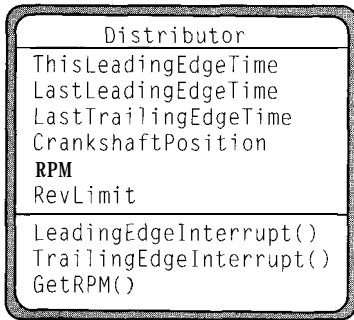 Distributor
ThisLeadingEdgeTime
LastLeadingEdgeTime
LastTrailingEdgeTime
CrankshaftPosition
RPM
RevLimit
LeadingEdgeInterrupt()
TrailingEdgeInterrupt()
GetRPM()